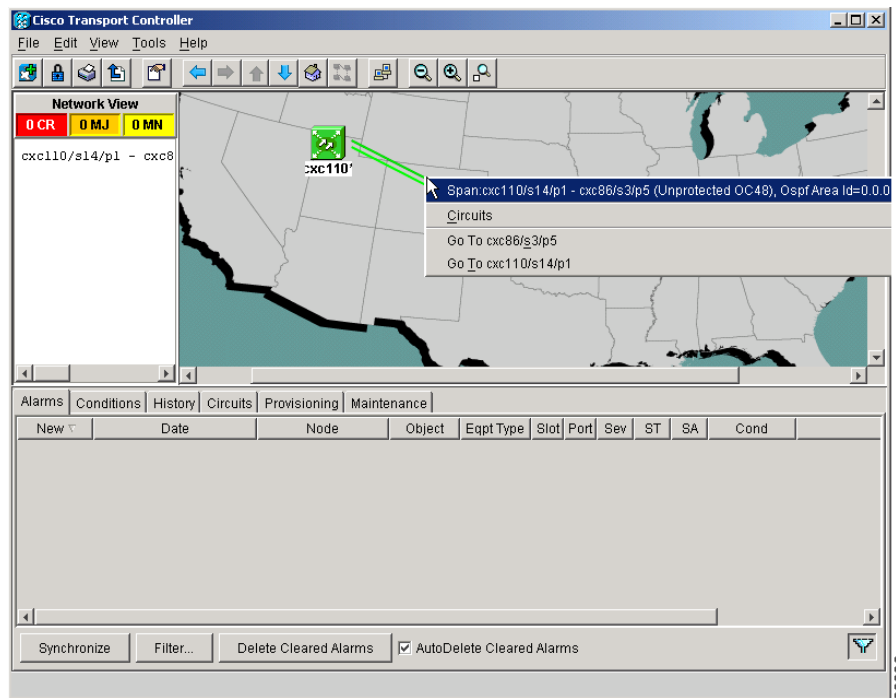 Cisco Transport Controller
File Edit View Tools Help
Network View
0 CR 0 MJ 0 MN
cxc110/s14/p1 - cxc8
cxc110
Span:cxc110/s14/p1 - cxc86/s3/p5 (Unprotected OC48), Ospf Area Id=0.0.0
Circuits
Go To cxc86/s3/p5
Go To cxc110/s14/p1
Alarms Conditions History Circuits Provisioning Maintenance
New Date Node Object Eqpt Type Slot Port Sev ST SA Cond
Synchronize Filter... Delete Cleared Alarms AutoDelete Cleared Alarms